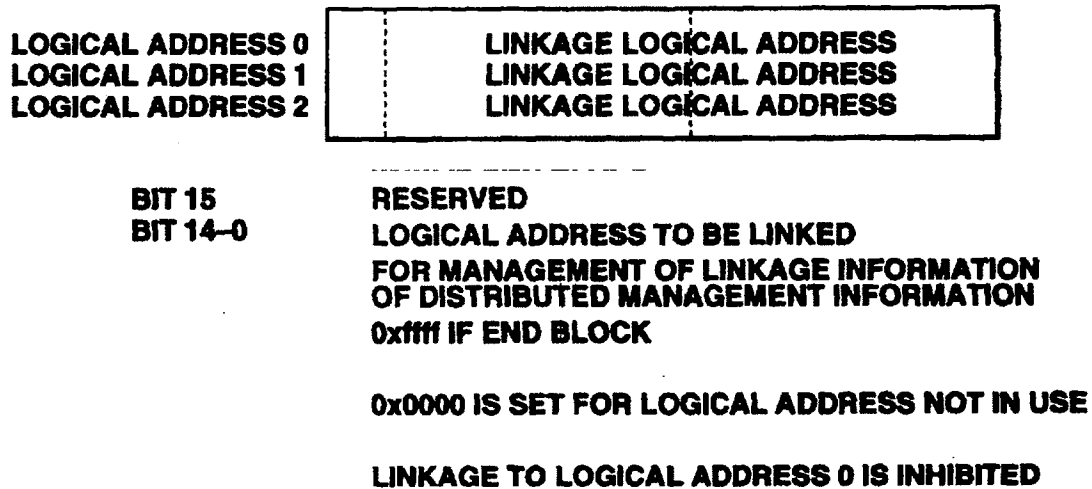 LOGICAL ADDRESS 0 LINKAGE LOGICAL ADDRESS
LOGICAL ADDRESS 1 LINKAGE LOGICAL ADDRESS
LOGICAL ADDRESS 2 LINKAGE LOGICAL ADDRESS
BIT 15 RESERVED
BIT 14–0 LOGICAL ADDRESS TO BE LINKED
FOR MANAGEMENT OF LINKAGE INFORMATION
OF DISTRIBUTED MANAGEMENT INFORMATION
0xffff IF END BLOCK
0x0000 IS SET FOR LOGICAL ADDRESS NOT IN USE
LINKAGE TO LOGICAL ADDRESS 0 IS INHIBITED